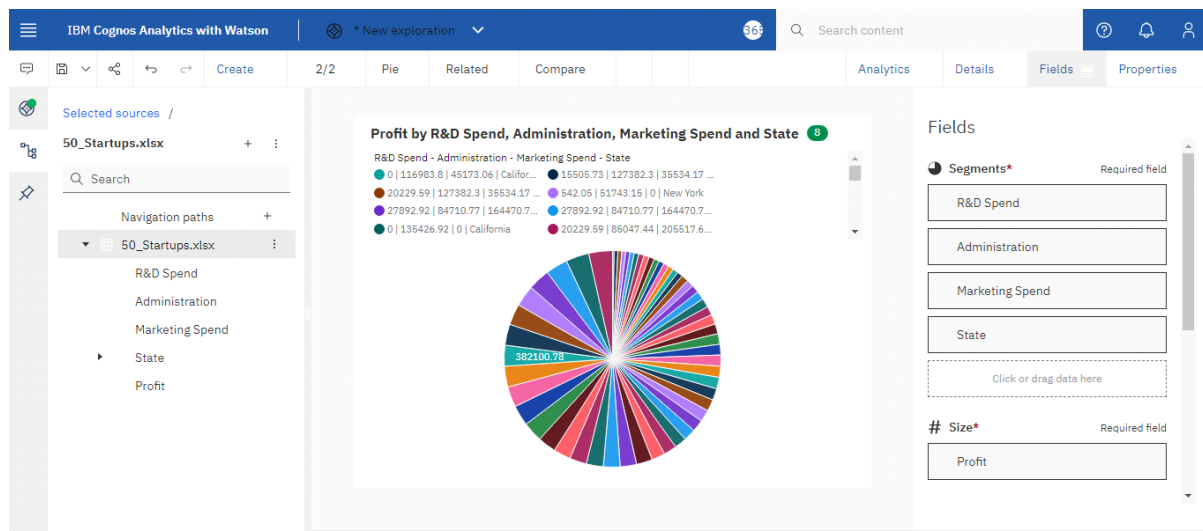 IBM Cognos Analytics with Watson
* New exploration
Search content
Create
2/2
Pie
Related
Compare
Analytics
Details
Fields
Properties
Selected sources /
50_Startups.xlsx
Search
Navigation paths
50_Startups.xlsx
R&D Spend
Administration
Marketing Spend
State
Profit
Profit by R&D Spend, Administration, Marketing Spend and State 8
R&D Spend - Administration - Marketing Spend - State
0 | 116983.8 | 45173.06 | Califor...
15505.73 | 127382.3 | 35534.17 ...
20229.59 | 127382.3 | 35534.17 ...
542.05 | 51743.15 | 0 | New York
27892.92 | 84710.77 | 164470.7...
27892.92 | 84710.77 | 164470.7...
0 | 135426.92 | 0 | California
20229.59 | 85047.44 | 205517.6...
382100.78
Fields
Segments* Required field
R&D Spend
Administration
Marketing Spend
State
Click or drag data here
# Size* Required field
Profit